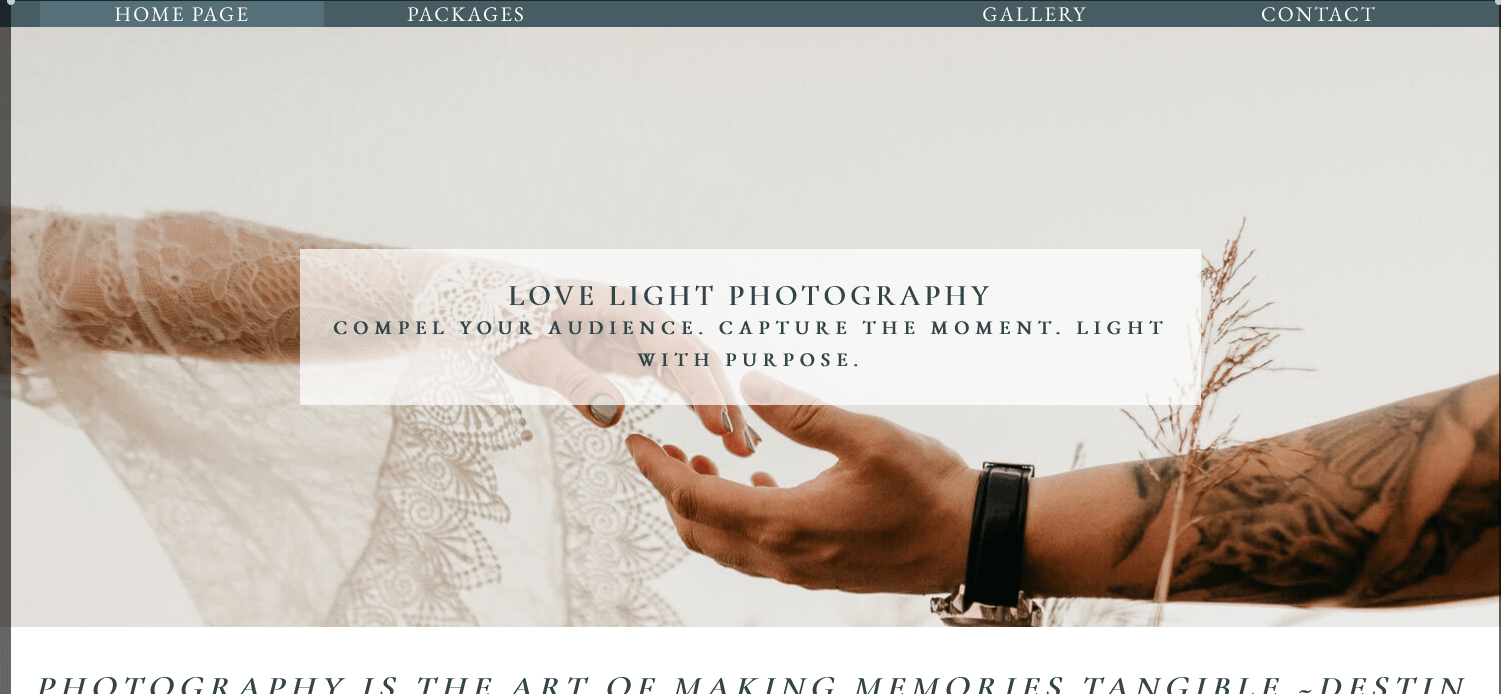 HOME PAGE PACKAGES GALLERY CONTACT
LOVE LIGHT PHOTOGRAPHY
COMPEL YOUR AUDIENCE. CAPTURE THE MOMENT. LIGHT
WITH PURPOSE.
PHOTOGRAPHY IS THE ART OF MAKING MEMORIES TANGIBLE ~DESTIN